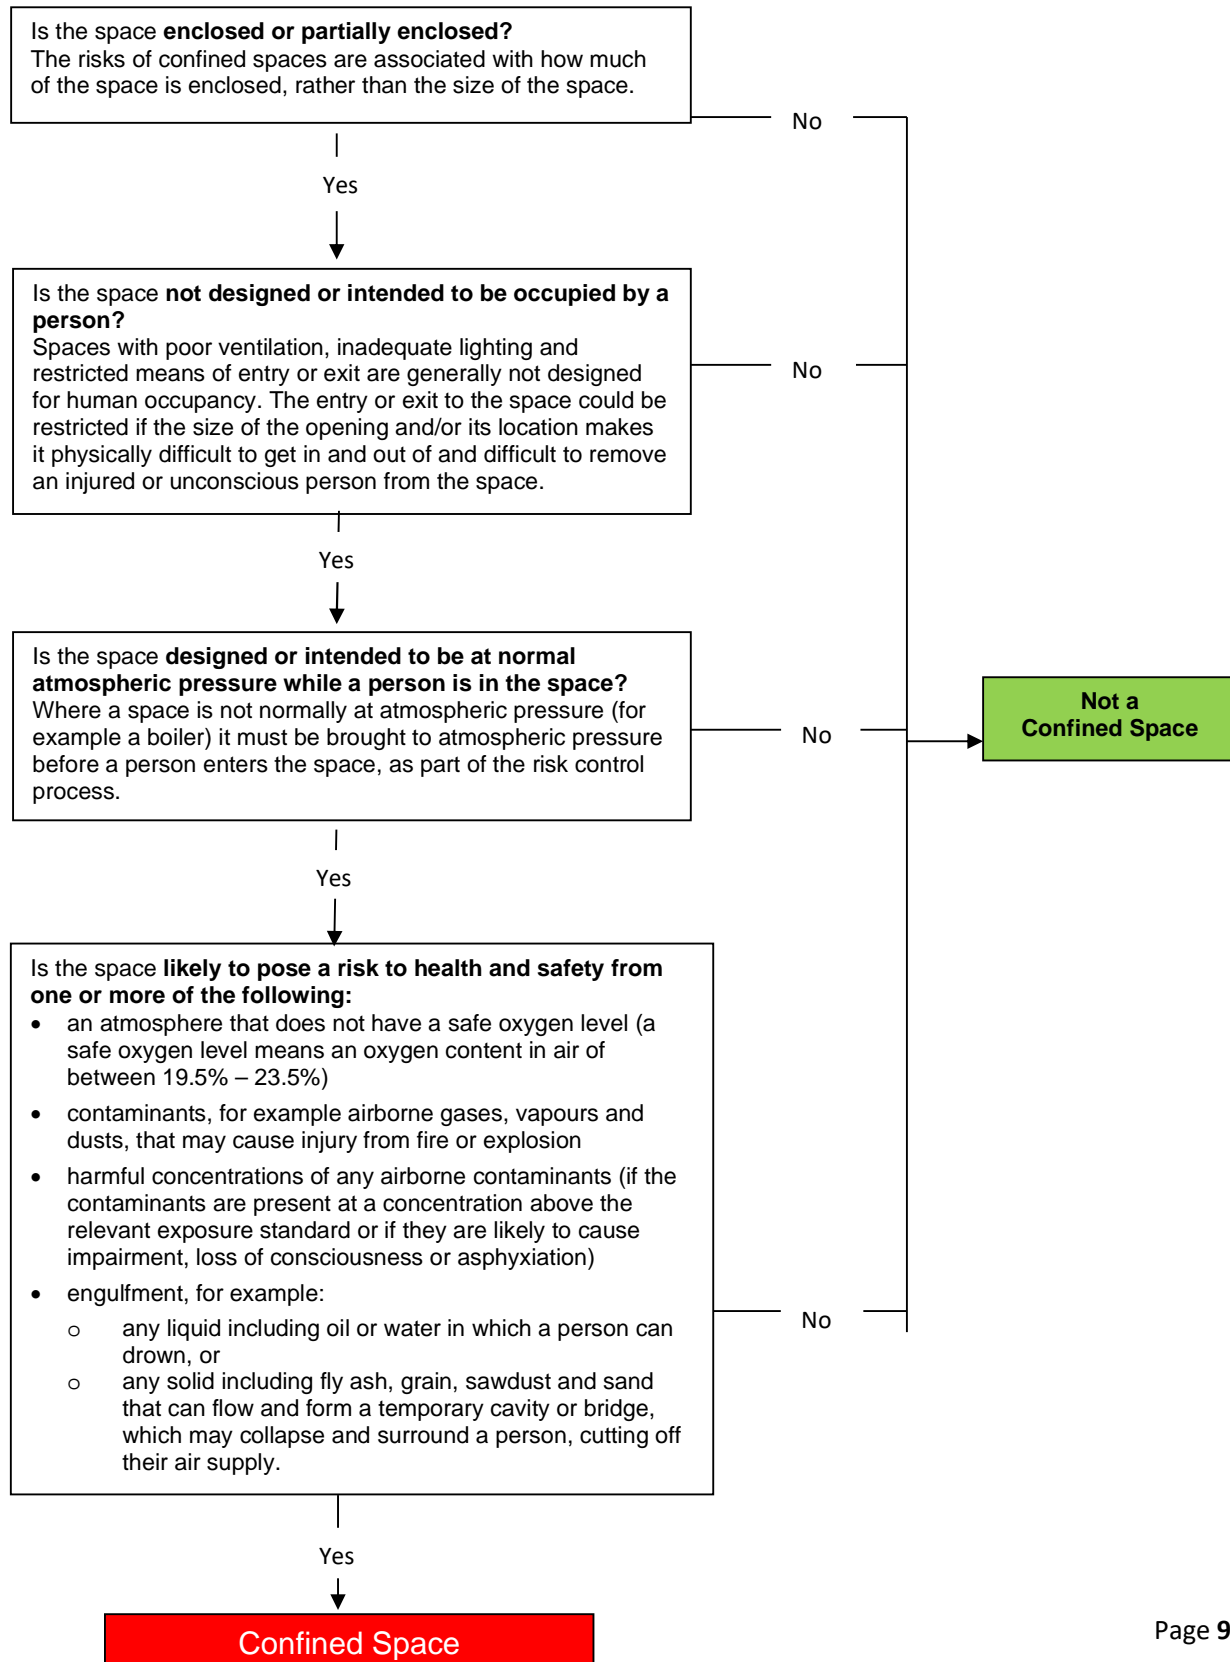 Is the space enclosed or partially enclosed?
The risks of confined spaces are associated with how much
of the space is enclosed, rather than the size of the space.
No
Yes
Is the space not designed or intended to be occupied by a
person?
Spaces with poor ventilation, inadequate lighting and
restricted means of entry or exit are generally not designed
for human occupancy. The entry or exit to the space could be
restricted if the size of the opening and/or its location makes
it physically difficult to get in and out of and difficult to remove
an injured or unconscious person from the space.
No
Yes
Is the space designed or intended to be at normal
atmospheric pressure while a person is in the space?
Where a space is not normally at atmospheric pressure (for
example a boiler) it must be brought to atmospheric pressure
before a person enters the space, as part of the risk control
process.
No
Not a
Confined Space
Yes
Is the space likely to pose a risk to health and safety from
one or more of the following:
• an atmosphere that does not have a safe oxygen level (a
safe oxygen level means an oxygen content in air of
between 19.5% – 23.5%)
• contaminants, for example airborne gases, vapours and
dusts, that may cause injury from fire or explosion
• harmful concentrations of any airborne contaminants (if the
contaminants are present at a concentration above the
relevant exposure standard or if they are likely to cause
impairment, loss of consciousness or asphyxiation)
• engulfment, for example:
o any liquid including oil or water in which a person can
drown, or
o any solid including fly ash, grain, sawdust and sand
that can flow and form a temporary cavity or bridge,
which may collapse and surround a person, cutting off
their air supply.
No
Yes
Confined Space
Page 9